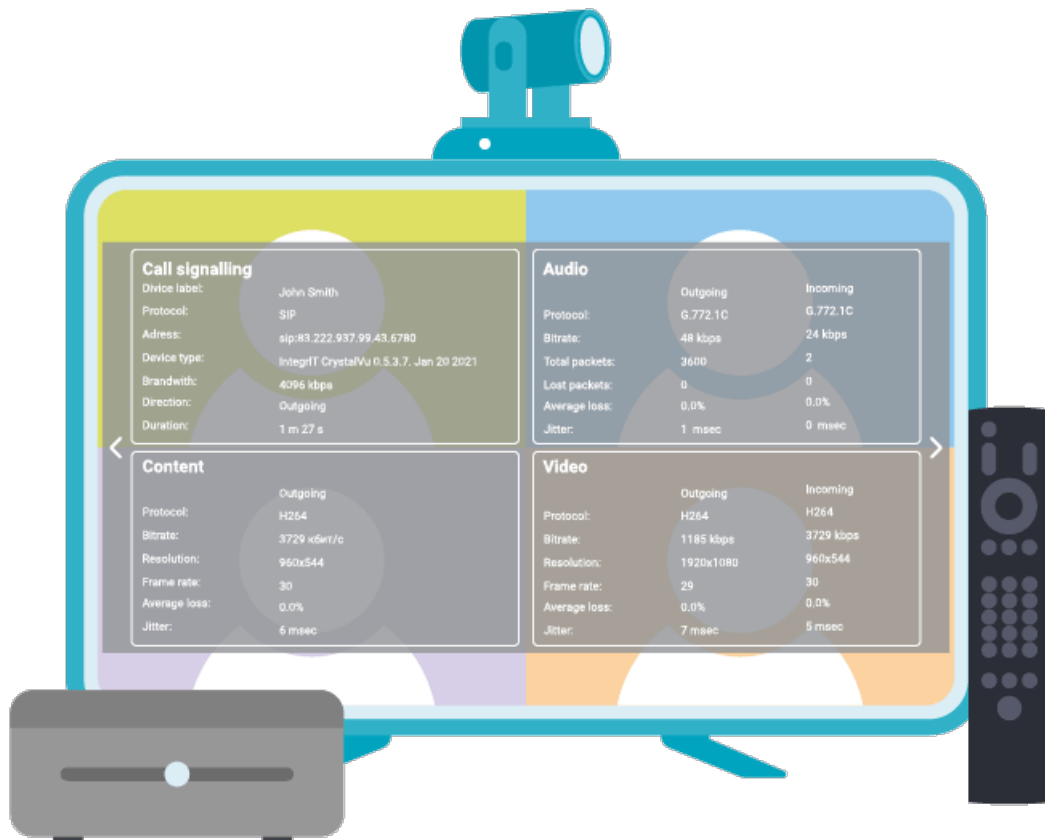 Call signalling
Divice label: John Smith
Protocol: SIP
Adress: sip:83.222.937.99.43.6780
Device type: IntegrIT CrystalVu 0.5.3.7. Jan 20 2021
Brandwith: 4096 kbps
Direction: Outgoing
Duration: 1 m 27 s
Audio
Outgoing Incoming
Protocol: G.772.1C G.772.1C
Bitrate: 48 kbps 24 kbps
Total packets: 3600 2
Lost packets: 0 0
Average loss: 0,0% 0.0%
Jitter: 1 msec 0 msec
Content
Outgoing
Protocol: H264
Bitrate: 3729 кбит/с
Resolution: 960x544
Frame rate: 30
Average loss: 0.0%
Jitter: 6 msec
Video
Outgoing Incoming
Protocol: H264 H264
Bitrate: 1185 kbps 3729 kbps
Resolution: 1920x1080 960x544
Frame rate: 29 30
Average loss: 0.0% 0,0%
Jitter: 7 msec 5 msec